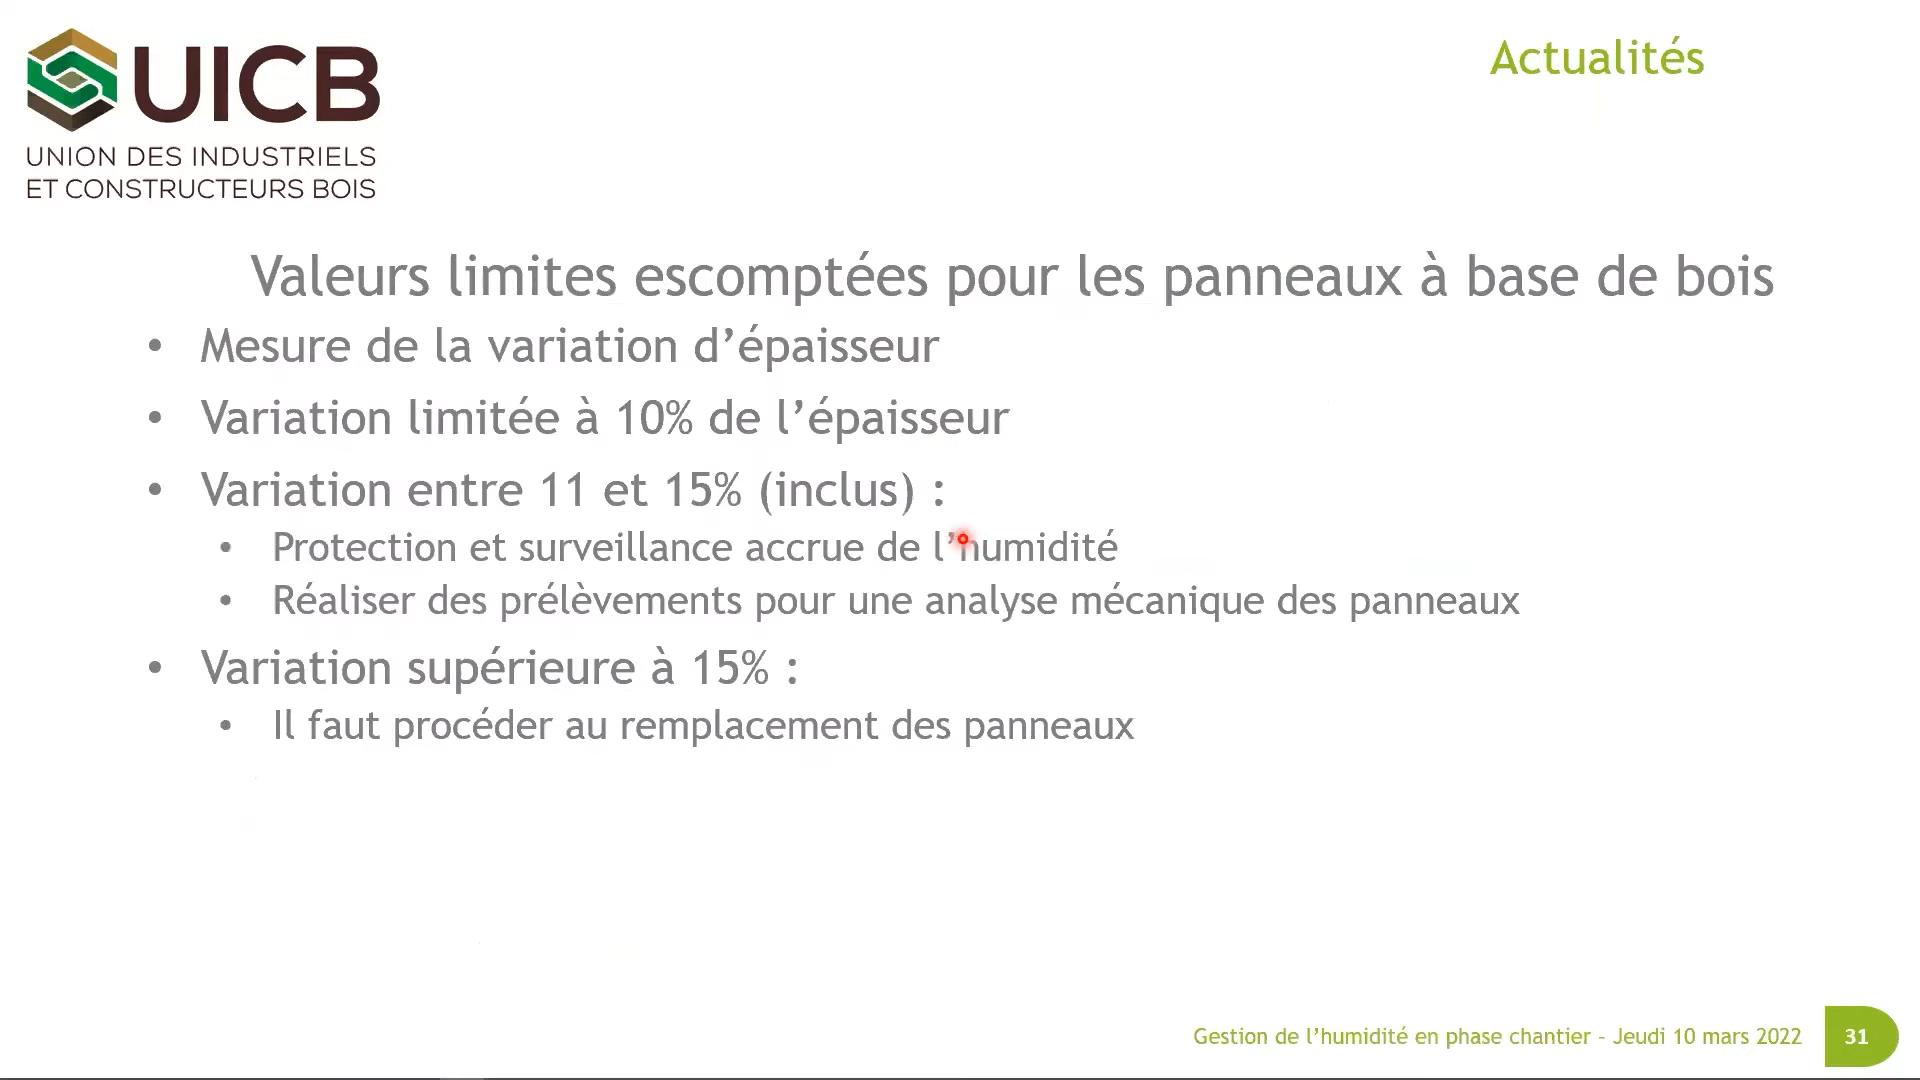 UICB
UNION DES INDUSTRIELS
ET CONSTRUCTEURS BOIS
Actualités
Valeurs limites escomptées pour les panneaux à base de bois
• Mesure de la variation d’épaisseur
• Variation limitée à 10% de l’épaisseur
• Variation entre 11 et 15% (inclus) :
• Protection et surveillance accrue de l’humidité
• Réaliser des prélèvements pour une analyse mécanique des panneaux
• Variation supérieure à 15% :
• Il faut procéder au remplacement des panneaux
Gestion de l’humidité en phase chantier – Jeudi 10 mars 2022
31